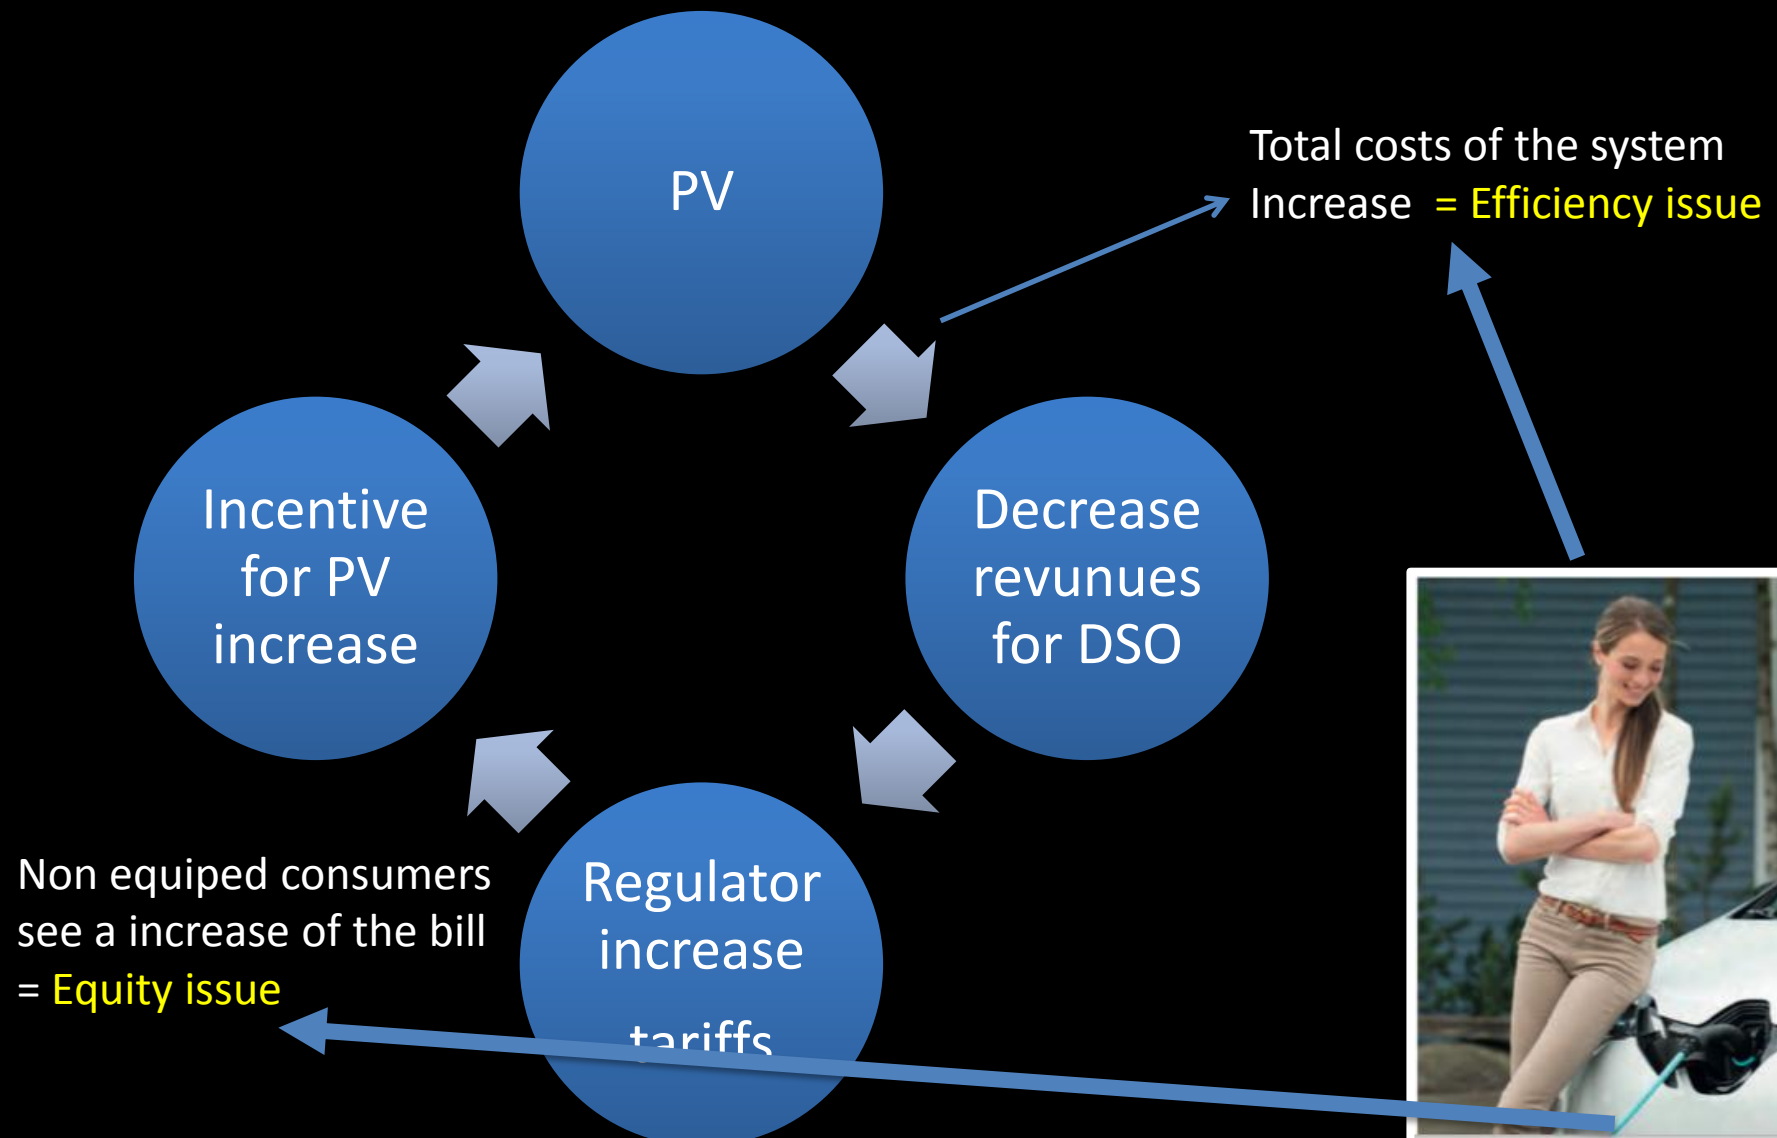 PV
Total costs of the system
Increase = Efficiency issue
Decrease
revunues
for DSO
Incentive
for PV
increase
Regulator
increase
tariffs
Non equiped consumers
see a increase of the bill
= Equity issue